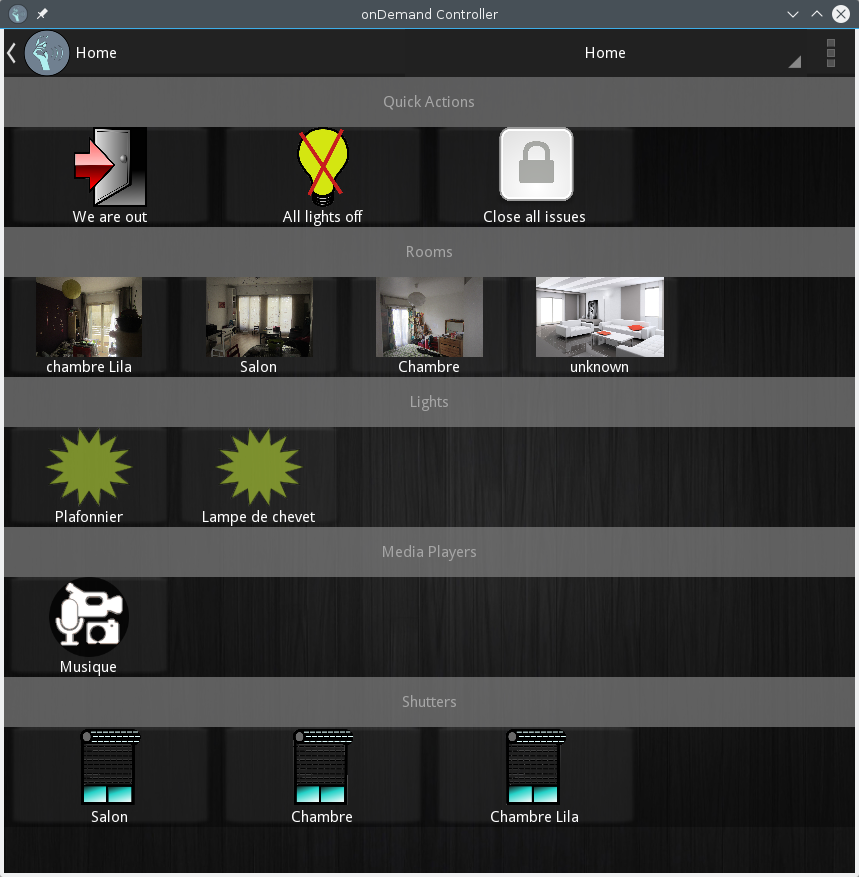 onDemand Controller
Home
Home
Quick Actions
We are out
All lights off
Close all issues
Rooms
chambre Lila
Salon
Chambre
unknown
Lights
Plafonnier
Lampe de chevet
Media Players
Musique
Shutters
Salon
Chambre
Chambre Lila